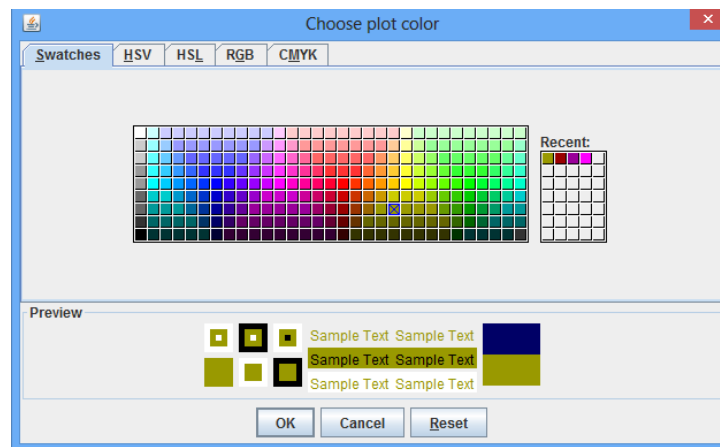 Choose plot color
Swatches HSV HSL RGB CMYK
Recent:
Preview
Sample Text Sample Text
Sample Text Sample Text
Sample Text Sample Text
OK Cancel Reset